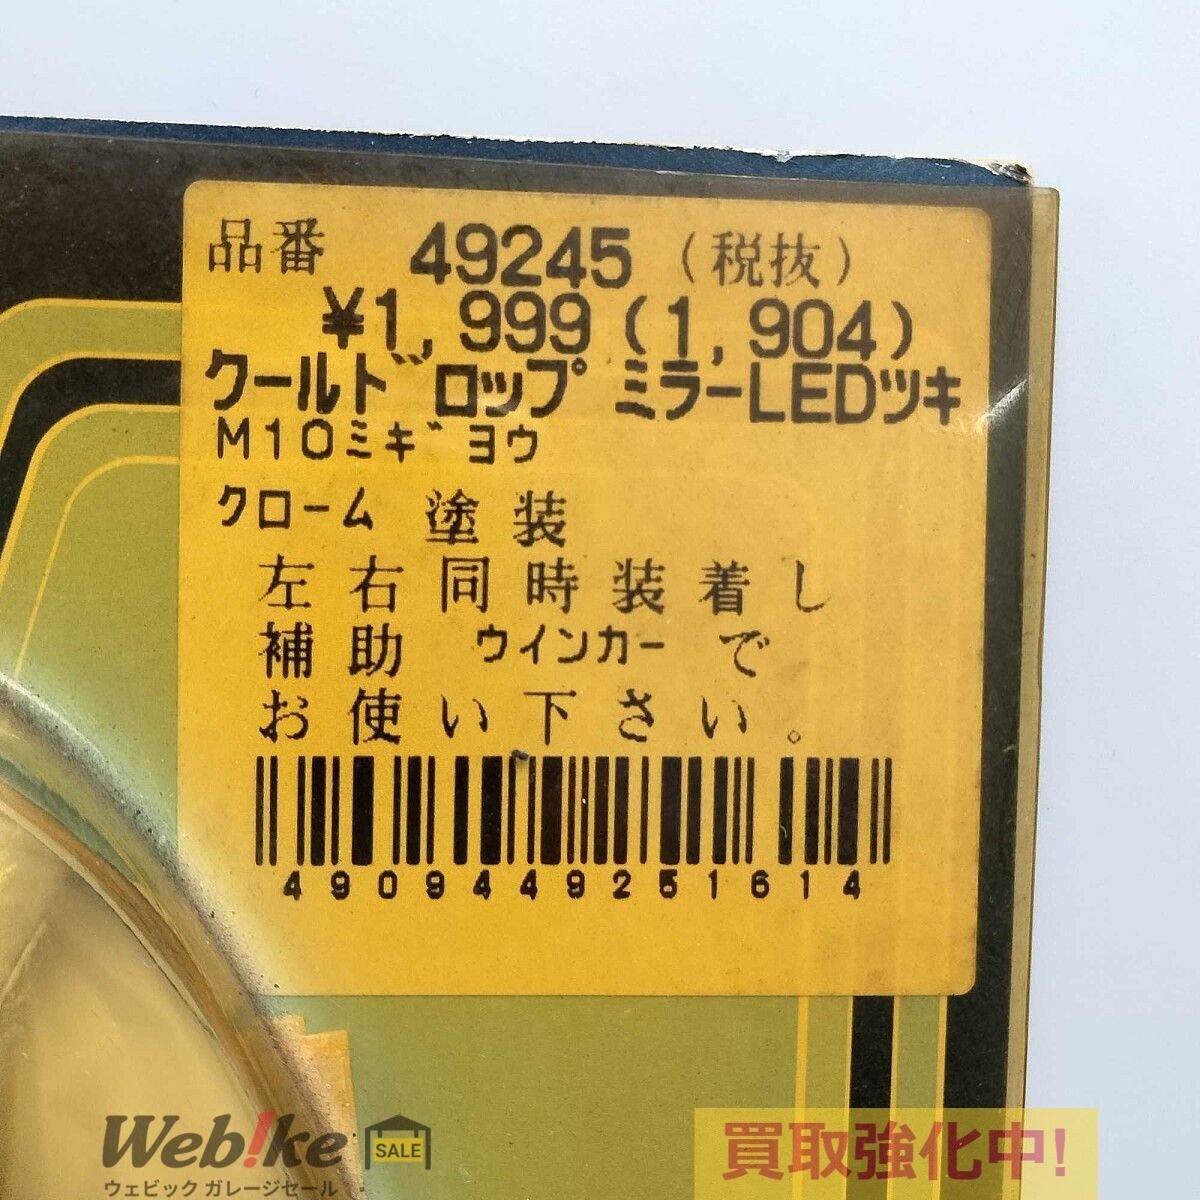 品番 49245 (税抜)
¥1,999(1,904)
クールドロップ ミラーLEDツキ
M10ミギヨウ
クローム 塗装
左右同時装着し
補助 ウインカー で
お使い下さい。
4909449251614
Web!ke SALE
ウェビック ガレージセール
買取強化中!